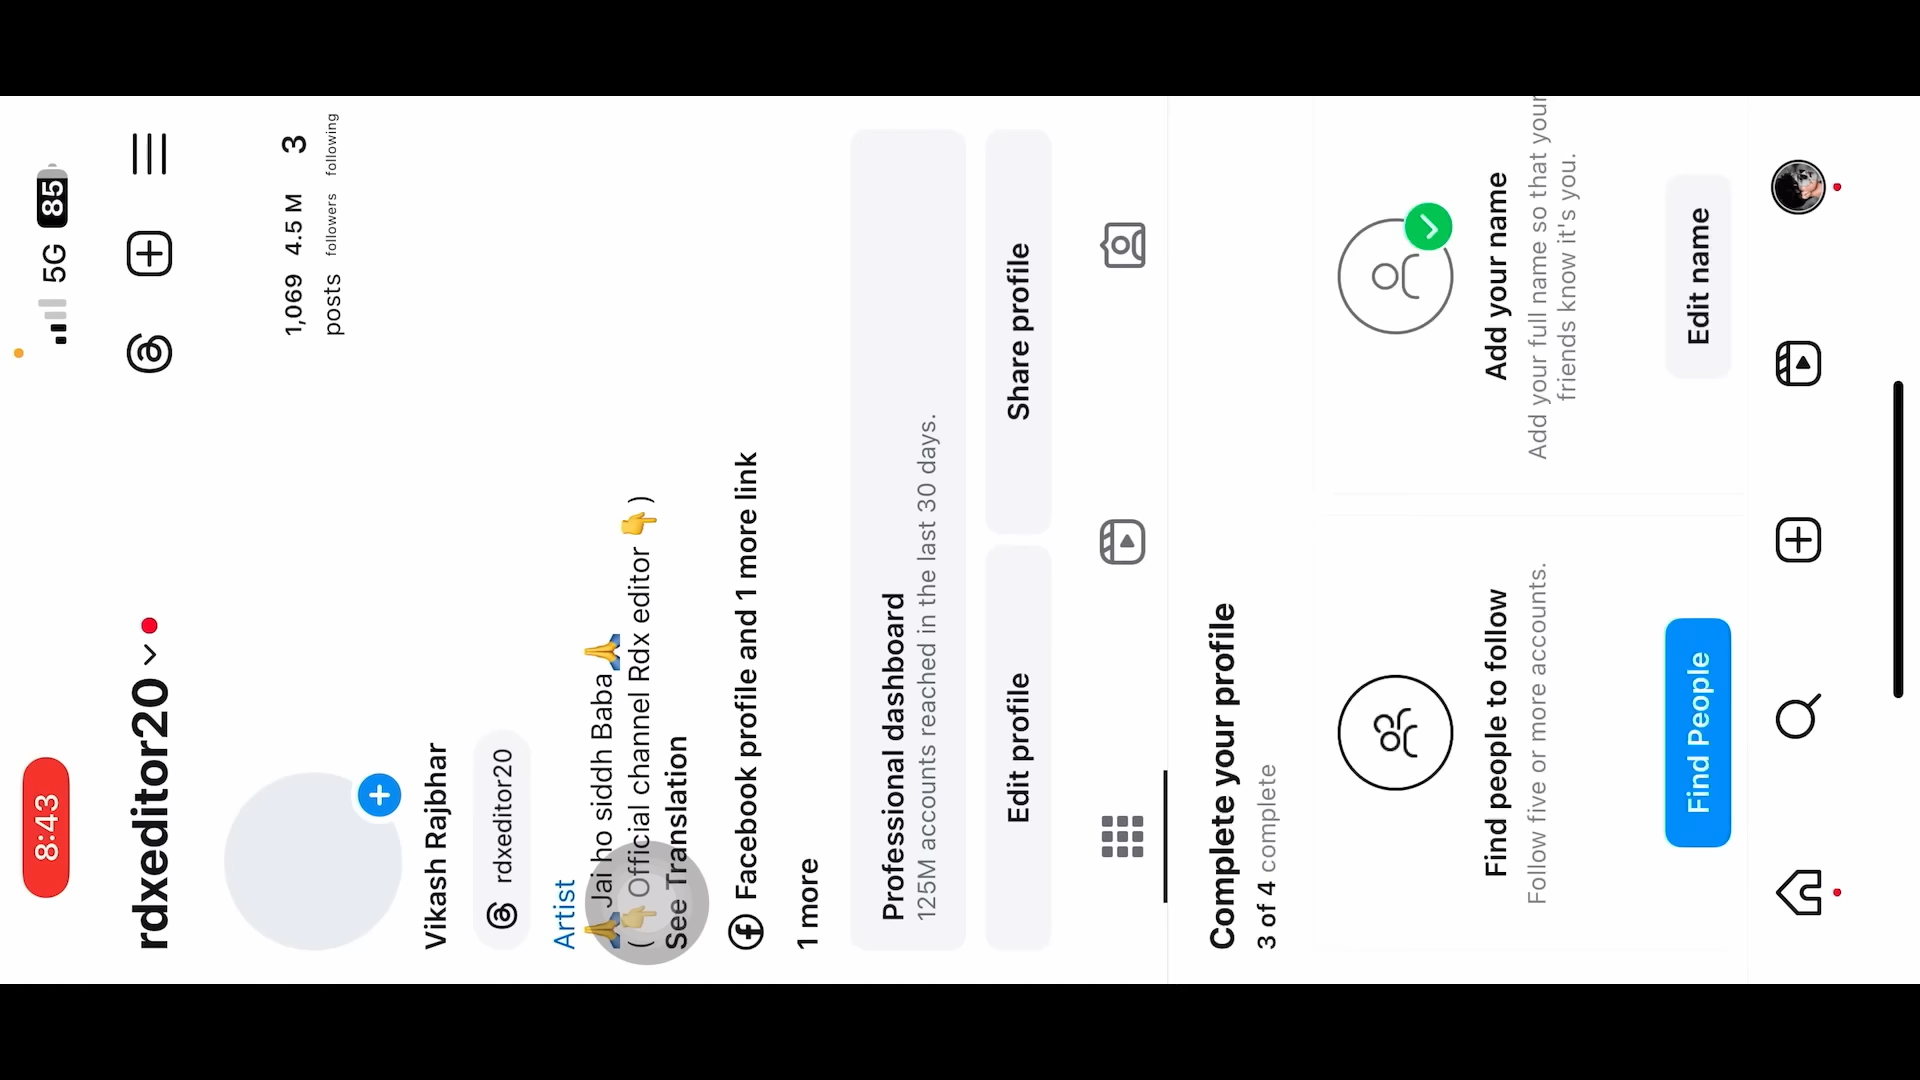 8:43
5G 85
rdxeditor20
1,069 4.5 M 3
posts followers following
Vikash Rajbhar
rdxeditor20
Artist
🙏 Jai ho siddh Baba 🙏
(👉 Official channel Rdx editor 👇)
See Translation
Facebook profile and 1 more link
1 more
Professional dashboard
125M accounts reached in the last 30 days.
Edit profile
Share profile
Complete your profile
3 of 4 complete
Find people to follow
Follow five or more accounts.
Find People
Add your name
Add your full name so that your
friends know it's you.
Edit name